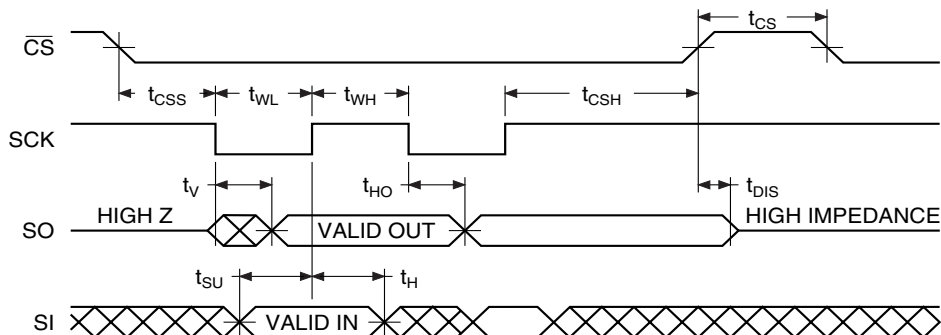 t_CS
C̅S̅
t_CSS t_WL t_WH t_CSH
SCK
t_V t_HO t_DIS
HIGH Z HIGH IMPEDANCE
SO VALID OUT
t_SU t_H
SI VALID IN